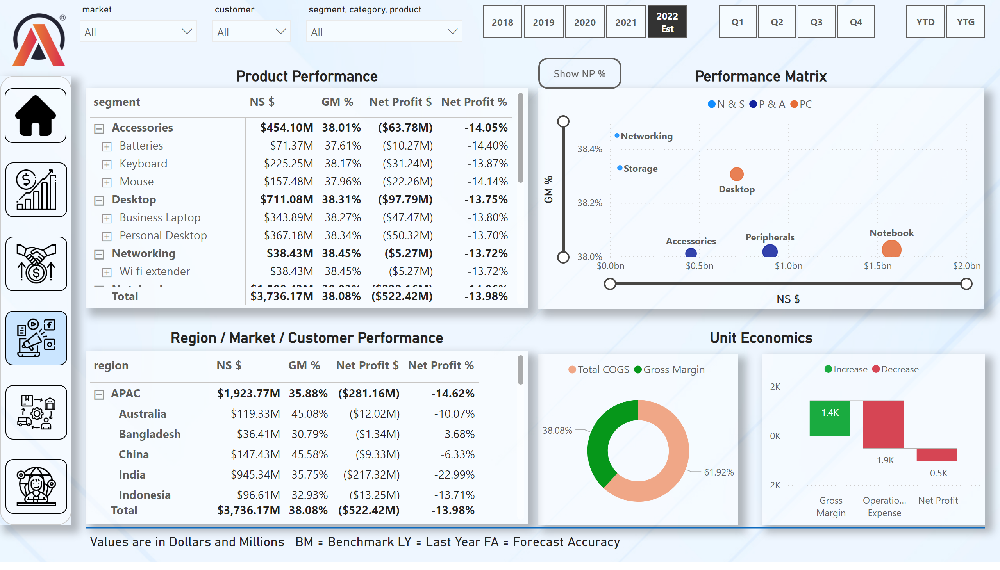 market
customer
segment, category, product
All
All
All
2018
2019
2020
2021
2022
Est
Q1
Q2
Q3
Q4
YTD
YTG
®
Product Performance
segment NS $ GM % Net Profit $ Net Profit %
Accessories $454.10M 38.01% ($63.78M) -14.05%
Batteries $71.37M 37.61% ($10.27M) -14.40%
Keyboard $225.25M 38.17% ($31.24M) -13.87%
Mouse $157.48M 37.96% ($22.26M) -14.14%
Desktop $711.08M 38.31% ($97.79M) -13.75%
Business Laptop $343.89M 38.27% ($47.47M) -13.80%
Personal Desktop $367.18M 38.34% ($50.32M) -13.70%
Networking $38.43M 38.45% ($5.27M) -13.72%
Wi fi extender $38.43M 38.45% ($5.27M) -13.72%
Total $3,736.17M 38.08% ($522.42M) -13.98%
Show NP %
Performance Matrix
N & S P & A PC
GM %
38.4%
38.2%
38.0%
Networking
Storage
Desktop
Accessories
Peripherals
Notebook
$0.0bn $0.5bn $1.0bn $1.5bn $2.0bn
NS $
Region / Market / Customer Performance
region NS $ GM % Net Profit $ Net Profit %
APAC $1,923.77M 35.88% ($281.16M) -14.62%
Australia $119.33M 45.08% ($12.02M) -10.07%
Bangladesh $36.41M 30.79% ($1.34M) -3.68%
China $147.43M 45.58% ($9.33M) -6.33%
India $945.34M 35.75% ($217.32M) -22.99%
Indonesia $96.61M 32.93% ($13.25M) -13.71%
Total $3,736.17M 38.08% ($522.42M) -13.98%
Unit Economics
Total COGS Gross Margin
38.08%
61.92%
Increase Decrease
2K
0K
-2K
1.4K
-1.9K
-0.5K
Gross
Margin
Operatio...
Expense
Net Profit
Values are in Dollars and Millions BM = Benchmark LY = Last Year FA = Forecast Accuracy